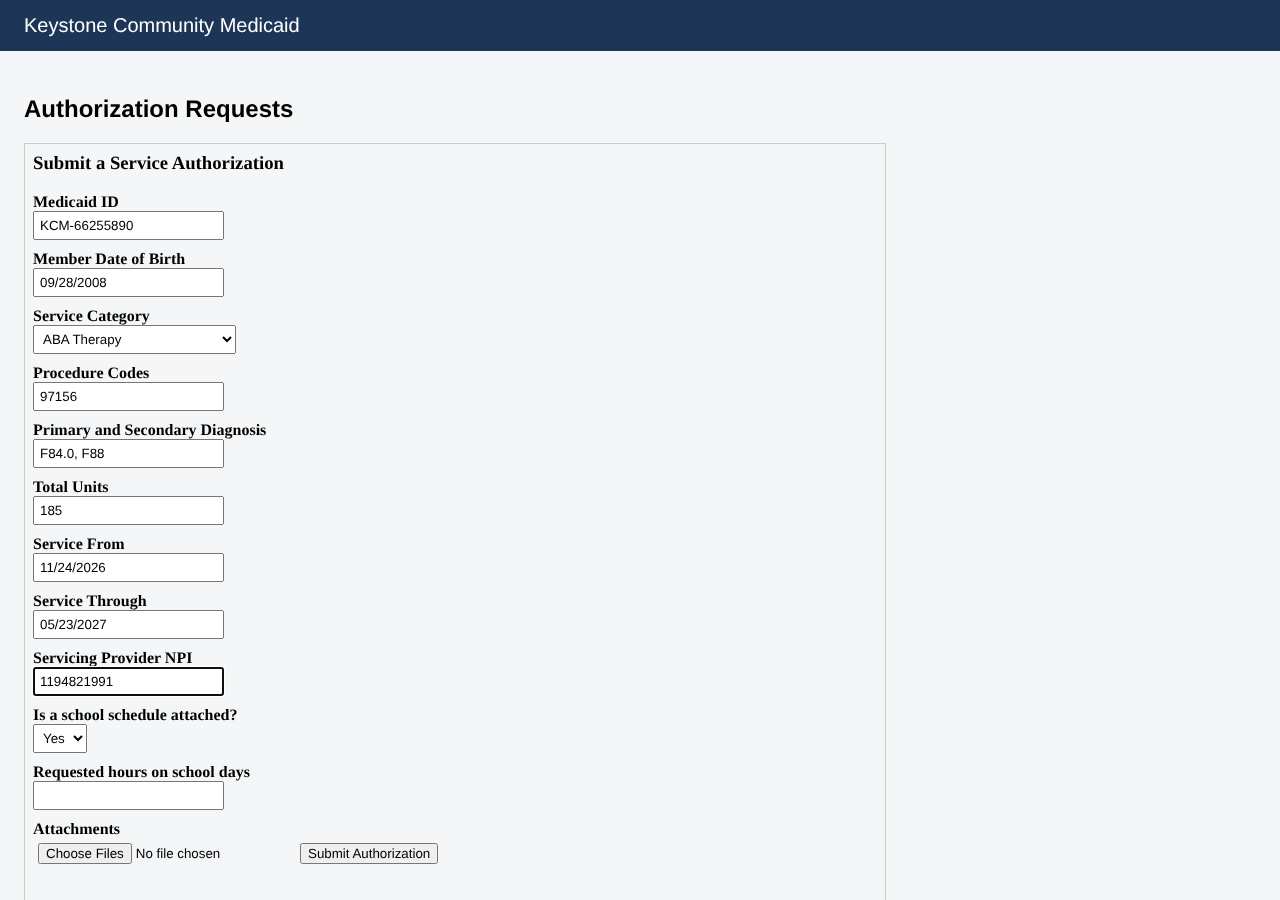 Keystone Community Medicaid
Authorization Requests
Submit a Service Authorization
Medicaid ID
KCM-66255890
Member Date of Birth
09/28/2008
Service Category
ABA Therapy
Procedure Codes
97156
Primary and Secondary Diagnosis
F84.0, F88
Total Units
185
Service From
11/24/2026
Service Through
05/23/2027
Servicing Provider NPI
1194821991
Is a school schedule attached?
Yes
Requested hours on school days
Attachments
Choose Files No file chosen Submit Authorization